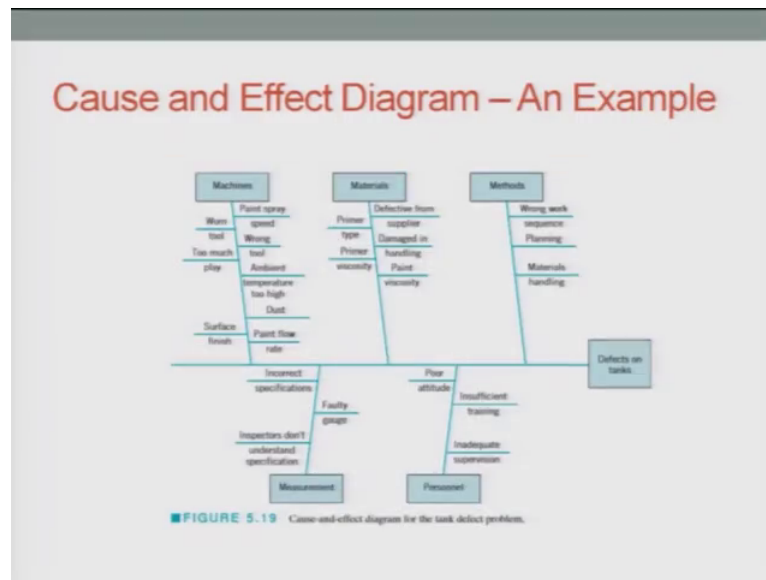 Cause and Effect Diagram – An Example
Machines
Materials
Methods
Paint spray
speed
Worn
tool
Wrong
tool
Too much
play
Ambient
temperature
too high
Dust
Surface
finish
Paint flow
rate
Defective from
supplier
Primer
type
Damaged in
handling
Primer
viscosity
Paint
viscosity
Wrong work
sequence
Planning
Materials
handling
Defects on
tanks
Incorrect
specifications
Faulty
gauge
Inspectors don't
understand
specification
Poor
attitude
Insufficient
training
Inadequate
supervision
Measurement
Personnel
FIGURE 5.19 Cause-and-effect diagram for the tank defect problem.